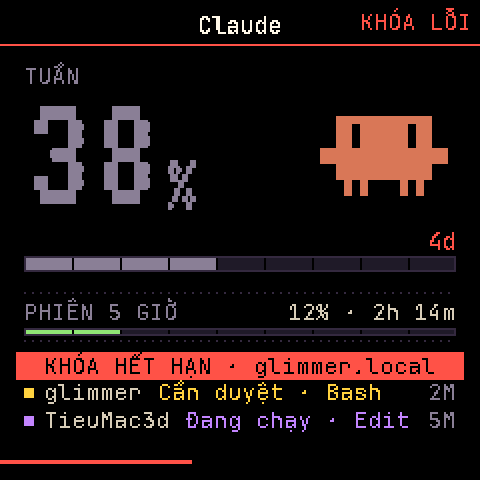 Claude KHÓA LỖI
TUẦN
38%
4d
PHIÊN 5 GIỜ 12% · 2h 14m
KHÓA HẾT HẠN · glimmer.local
glimmer Cần duyệt · Bash 2M
TieuMac3d Đang chạy · Edit 5M